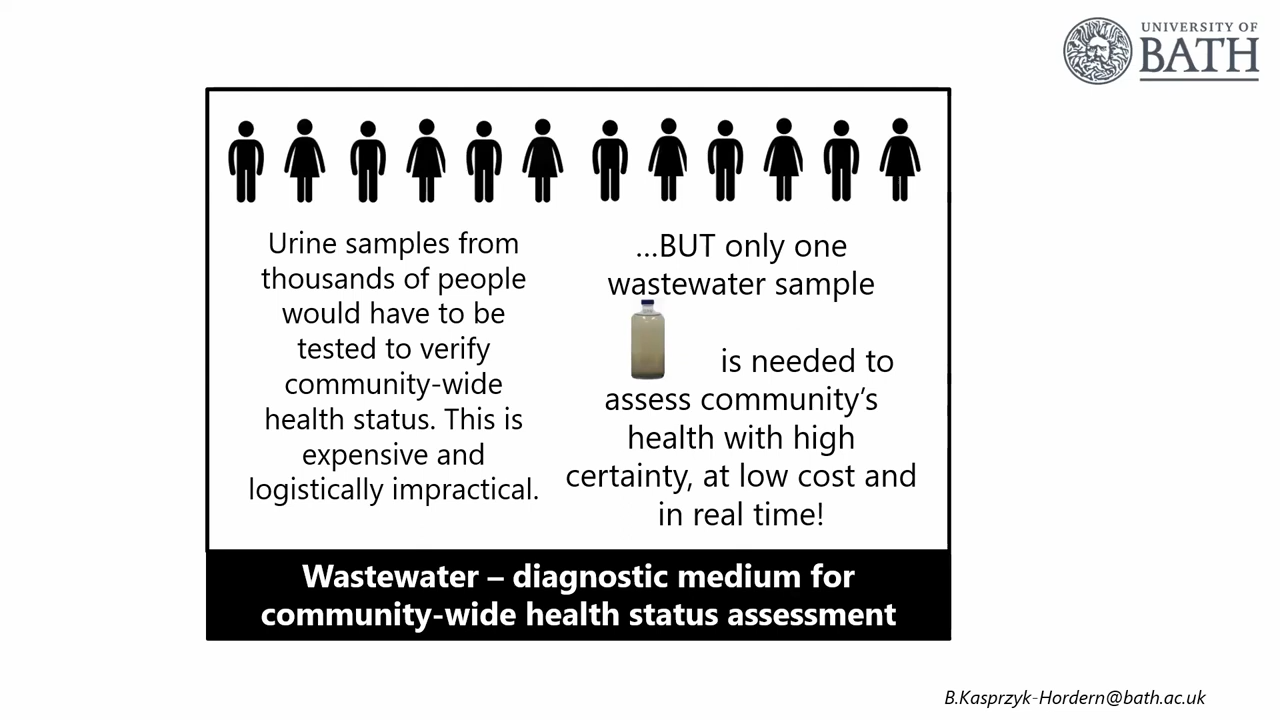 UNIVERSITY OF
BATH
Urine samples from
thousands of people
would have to be
tested to verify
community-wide
health status. This is
expensive and
logistically impractical.
...BUT only one
wastewater sample
is needed to
assess community's
health with high
certainty, at low cost and
in real time!
Wastewater – diagnostic medium for
community-wide health status assessment
B.Kasprzyk-Hordern@bath.ac.uk